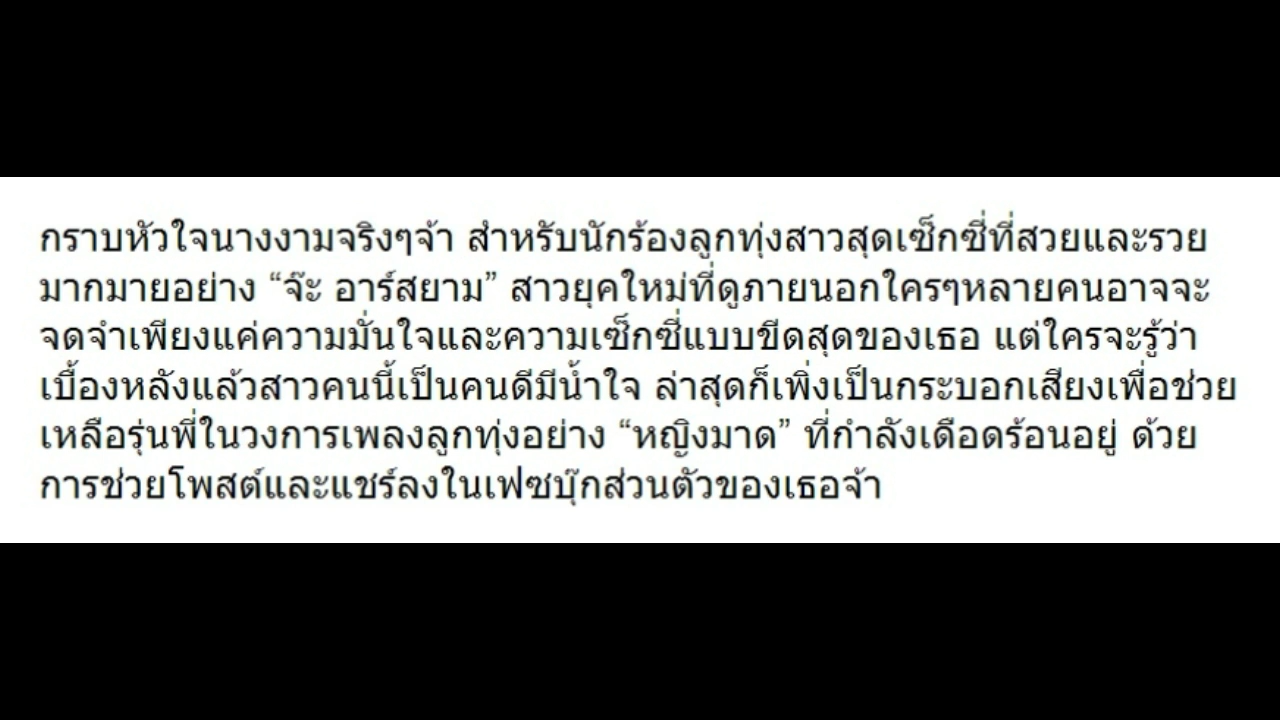 กราบหัวใจนางงามจริงๆจ้า สำหรับนักร้องลูกทุ่งสาวสุดเซ็กซี่ที่สวยและรวย
มากมายอย่าง “จ๊ะ อาร์สยาม” สาวยุคใหม่ที่ดูภายนอกใครๆหลายคนอาจจะ
จดจำเพียงแค่ความมั่นใจและความเซ็กซี่แบบขีดสุดของเธอ แต่ใครจะรู้ว่า
เบื้องหลังแล้วสาวคนนี้เป็นคนดีมีน้ำใจ ล่าสุดก็เพิ่งเป็นกระบอกเสียงเพื่อช่วย
เหลือรุ่นพี่ในวงการเพลงลูกทุ่งอย่าง “หญิงมาด” ที่กำลังเดือดร้อนอยู่ ด้วย
การช่วยโพสต์และแชร์ลงในเฟซบุ๊กส่วนตัวของเธอจ้า